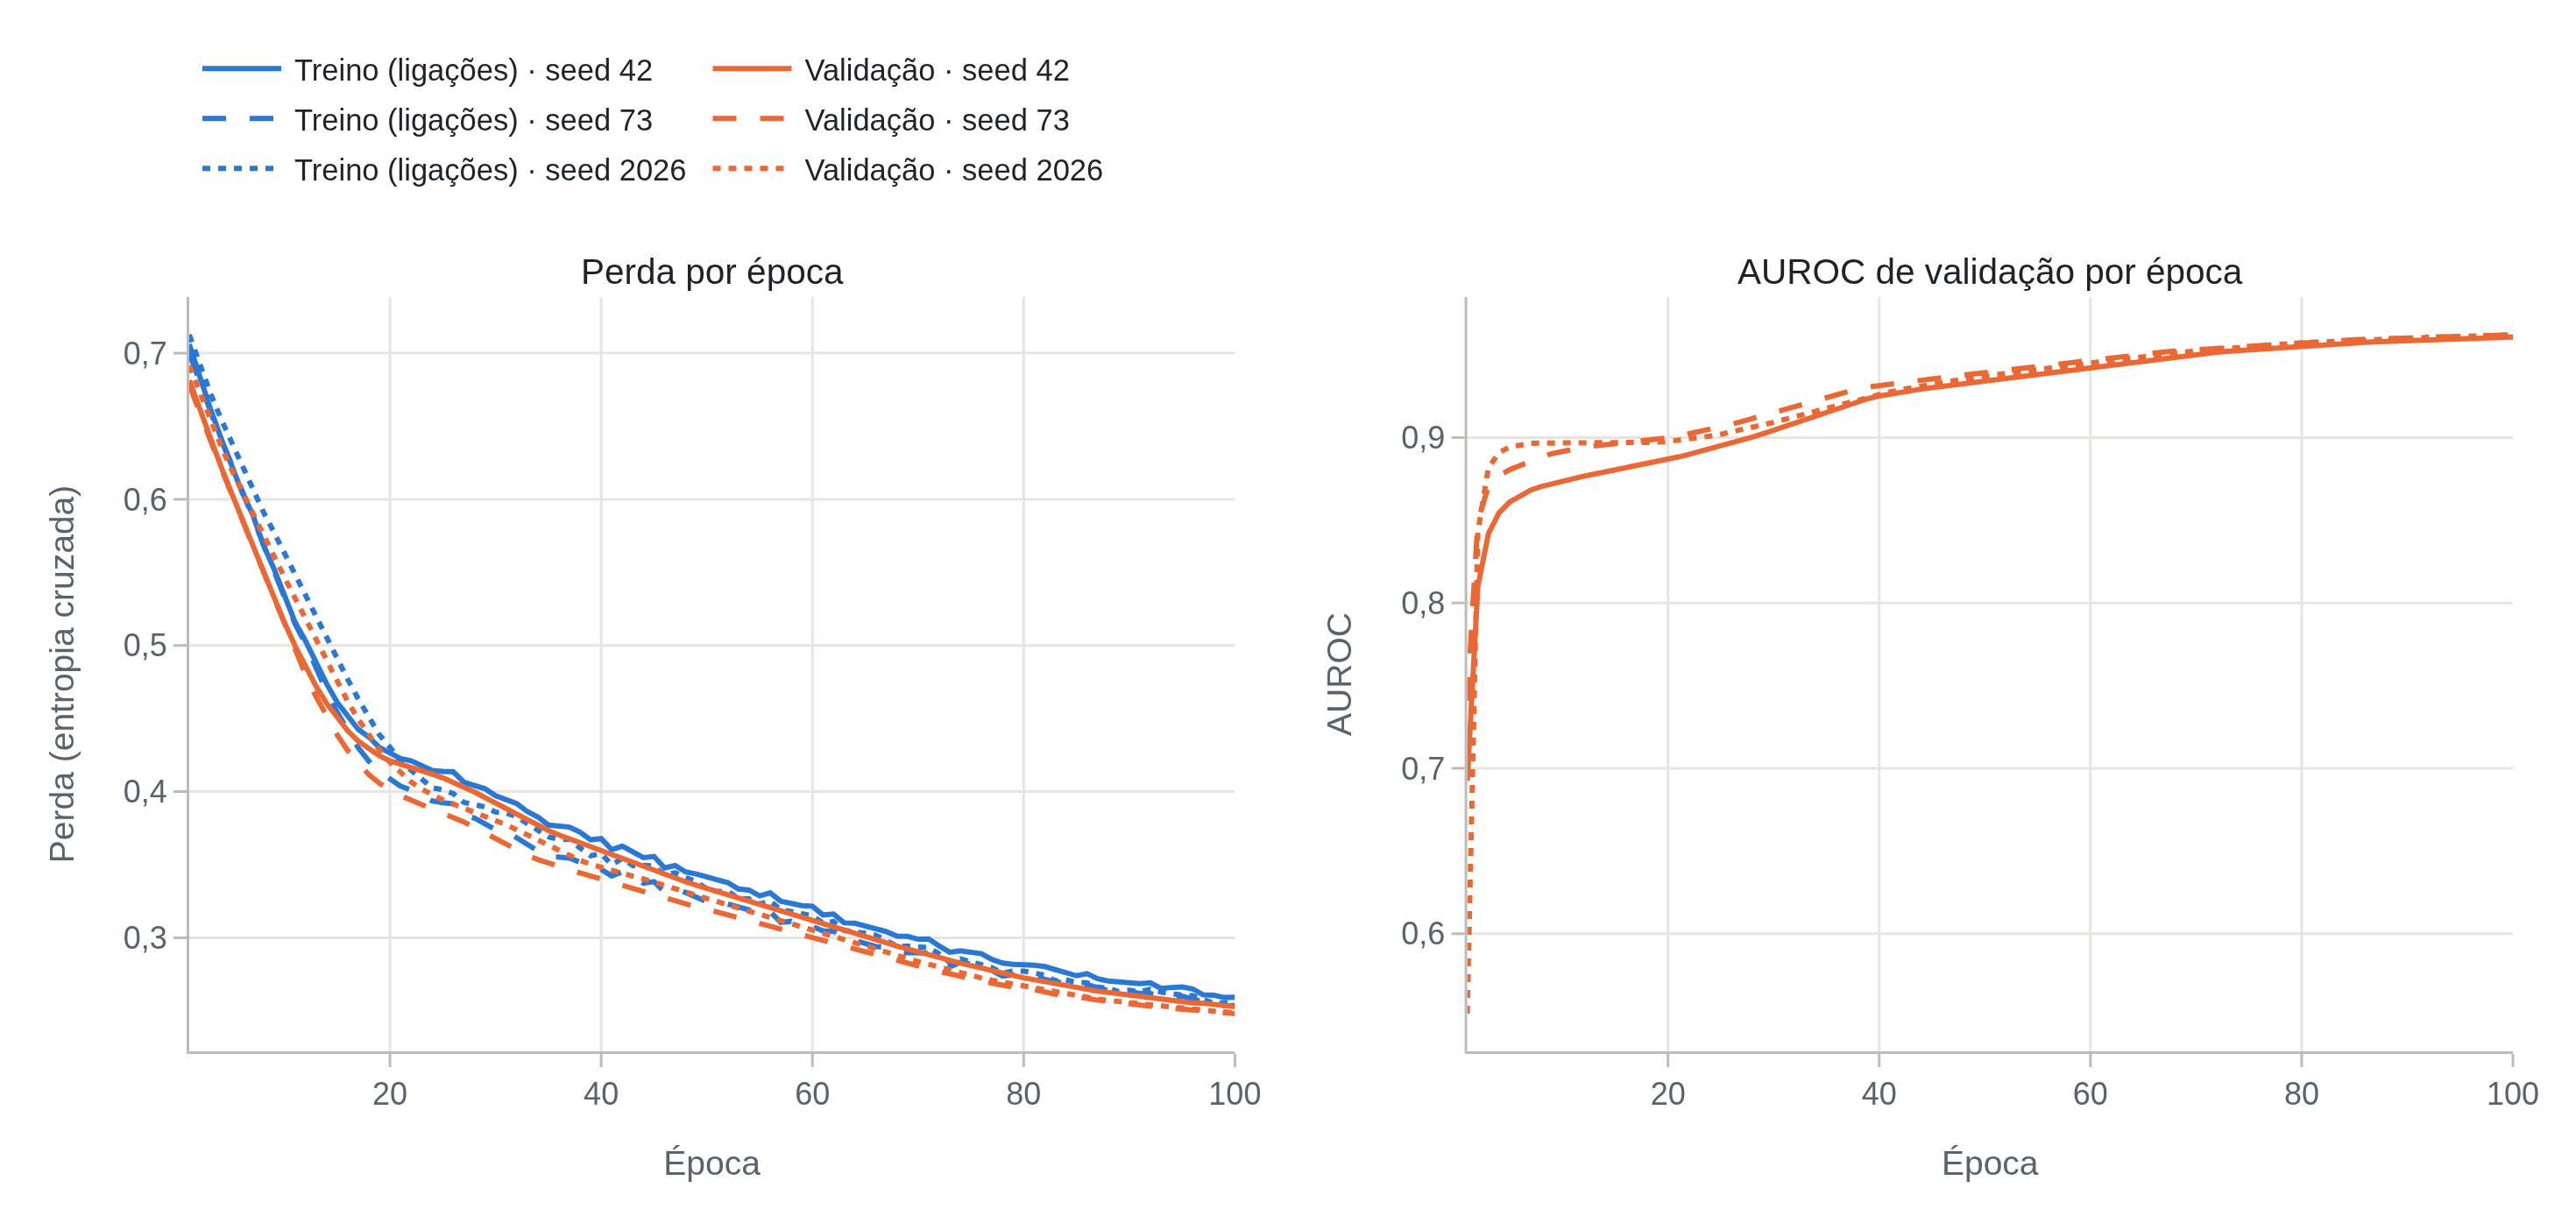 Treino (ligações) · seed 42
Validação · seed 42
Treino (ligações) · seed 73
Validação · seed 73
Treino (ligações) · seed 2026
Validação · seed 2026
Perda por época
0,7
0,6
0,5
0,4
0,3
Perda (entropia cruzada)
20
40
60
80
100
Época
AUROC de validação por época
0,9
0,8
0,7
0,6
AUROC
20
40
60
80
100
Época